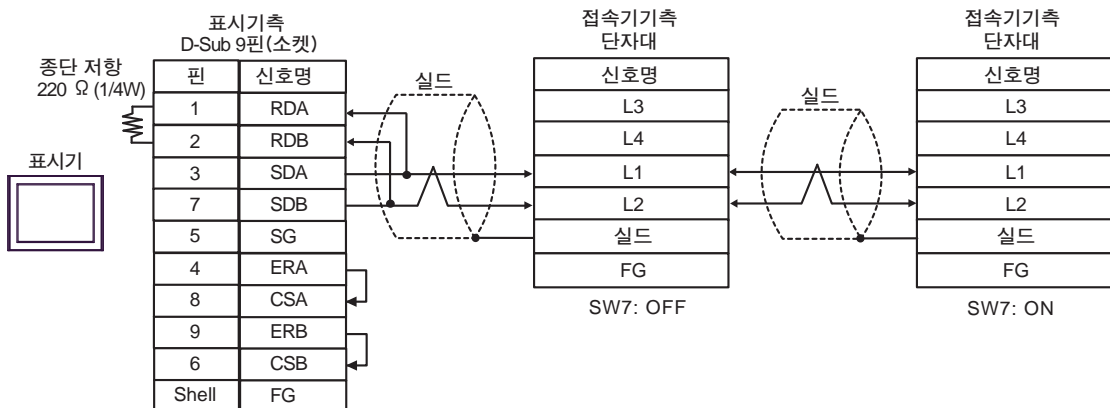 표시기측
D-Sub 9핀(소켓)
종단 저항
220 Ω (1/4W)
표시기
핀 신호명
1 RDA
2 RDB
3 SDA
7 SDB
5 SG
4 ERA
8 CSA
9 ERB
6 CSB
Shell FG
실드
접속기기측
단자대
신호명
L3
L4
L1
L2
실드
FG
SW7: OFF
실드
접속기기측
단자대
신호명
L3
L4
L1
L2
실드
FG
SW7: ON